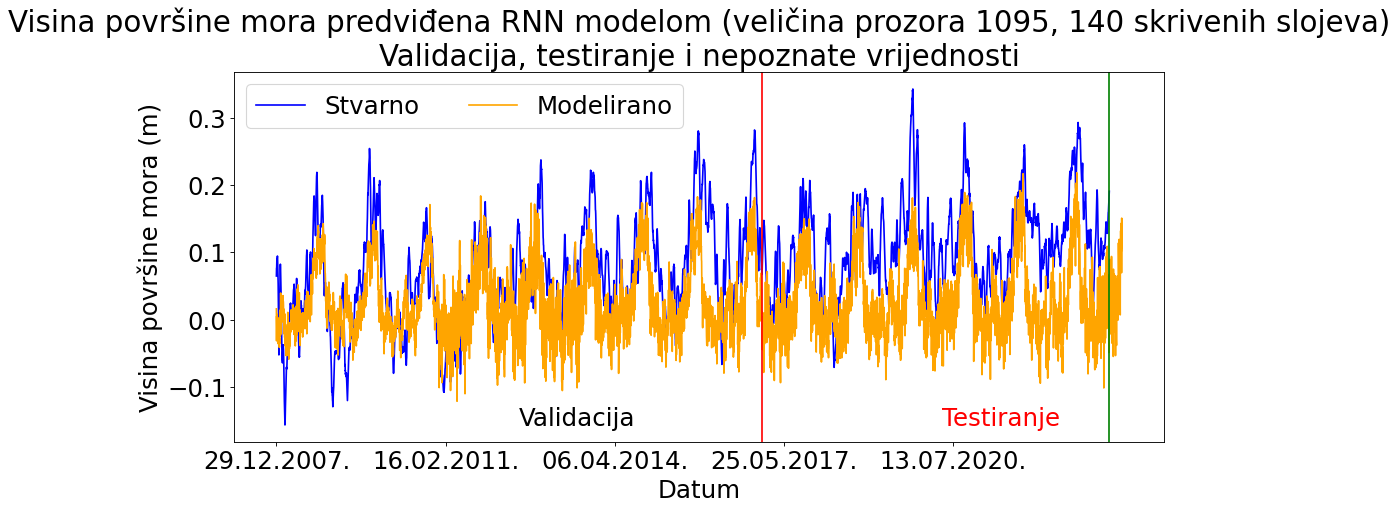 Visina površine mora predviđena RNN modelom (veličina prozora 1095, 140 skrivenih slojeva)
Validacija, testiranje i nepoznate vrijednosti
Stvarno Modelirano
Visina površine mora (m)
0.3
0.2
0.1
0.0
−0.1
Validacija Testiranje
29.12.2007. 16.02.2011. 06.04.2014. 25.05.2017. 13.07.2020.
Datum